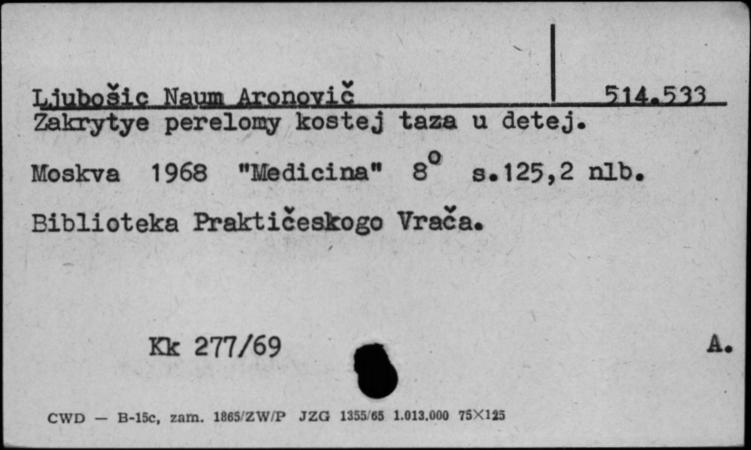 Ljubošic Naum Aronovič 514.533
Zakrytye perelomy kostej taza u detej.
Moskva 1968 "Medicina" 8° s.125,2 nlb.
Biblioteka Praktičeskogo Vrača.
Kk 277/69 A.
CWD — B-15c, zam. 1865/ZW/P JZG 1355/65 1.013.000 75×125